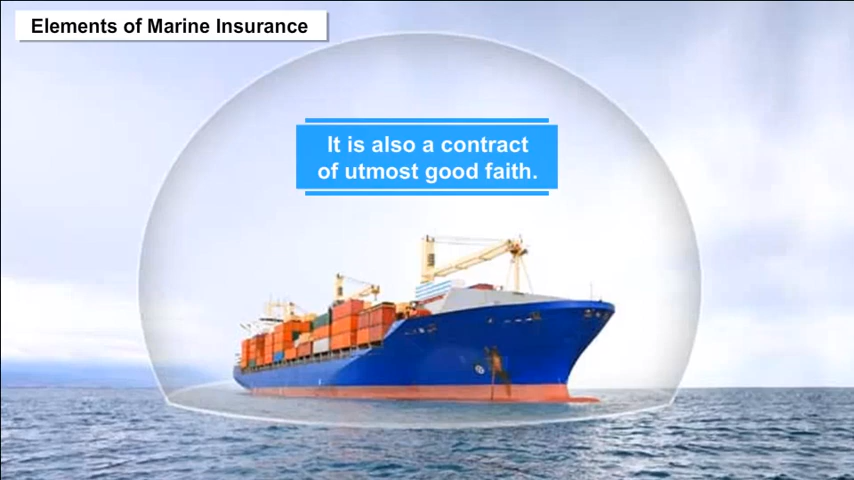 Elements of Marine Insurance
It is also a contract
of utmost good faith.